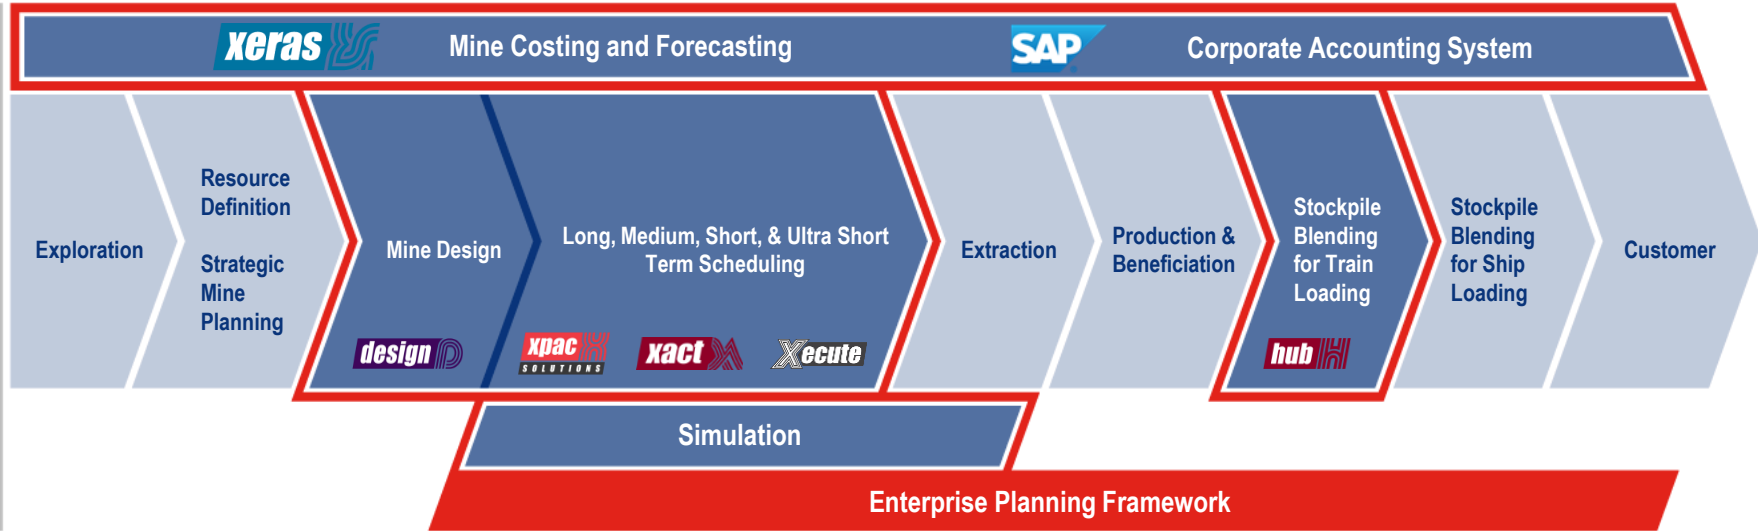 xeras
Mine Costing and Forecasting
SAP
Corporate Accounting System
Exploration
Resource
Definition
Strategic
Mine
Planning
Mine Design
design
Long, Medium, Short, & Ultra Short
Term Scheduling
xpac
SOLUTIONS
xact
Xecute
Extraction
Production &
Beneficiation
Stockpile
Blending
for Train
Loading
hub
Stockpile
Blending
for Ship
Loading
Customer
Simulation
Enterprise Planning Framework